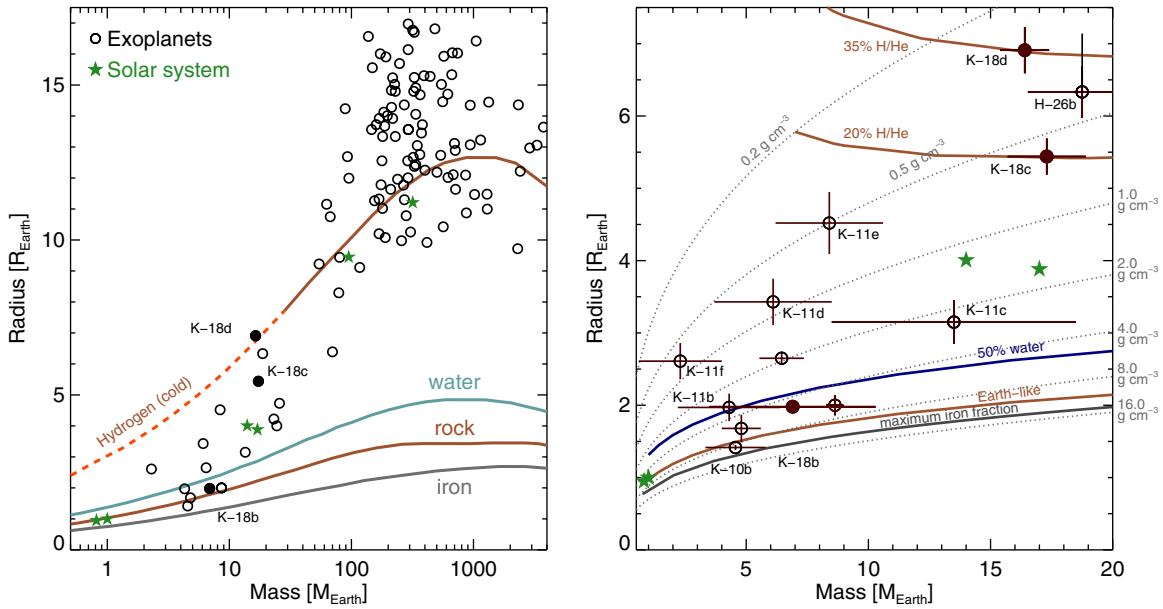 Exoplanets
Solar system
K−18d
K−18c
Hydrogen (cold)
water
rock
iron
K−18b
0
5
10
15
1
10
100
1000
Radius [R_Earth]
Mass [M_Earth]
35% H/He
K−18d
H−26b
0.2 g cm⁻³
20% H/He
0.5 g cm⁻³
K−18c
1.0
g cm⁻³
K−11e
2.0
g cm⁻³
K−11d
K−11c
4.0
g cm⁻³
50% water
K−11f
8.0
g cm⁻³
K−11b
Earth−like
maximum iron fraction
16.0
g cm⁻³
K−10b
K−18b
0
2
4
6
5
10
15
20
Radius [R_Earth]
Mass [M_Earth]